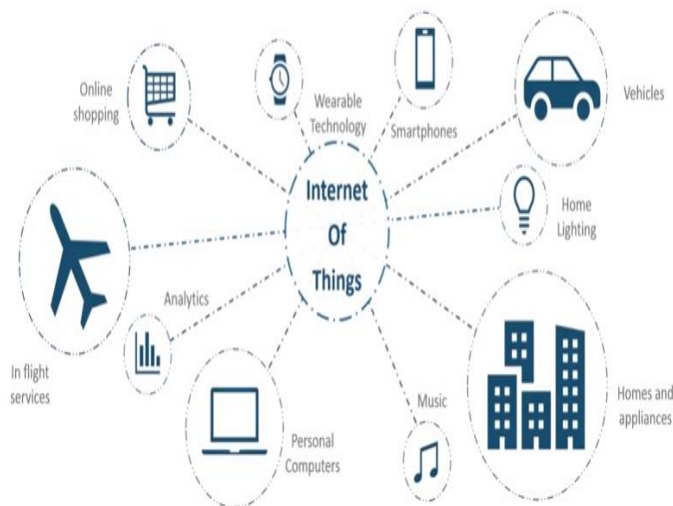 Online
shopping
Wearable
Technology
Smartphones
Vehicles
Internet
Of
Things
Home
Lighting
Analytics
In flight
services
Personal
Computers
Music
Homes and
appliances